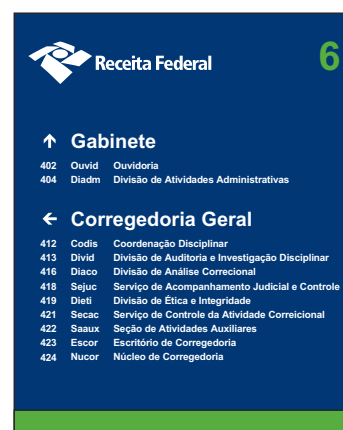 Receita Federal 6
↑ Gabinete
402 Ouvid Ouvidoria
404 Diadm Divisão de Atividades Administrativas
← Corregedoria Geral
412 Codis Coordenação Disciplinar
413 Divid Divisão de Auditoria e Investigação Disciplinar
416 Diaco Divisão de Análise Correcional
418 Sejuc Serviço de Acompanhamento Judicial e Controle
419 Dieti Divisão de Ética e Integridade
421 Secac Serviço de Controle da Atividade Correicional
422 Saaux Seção de Atividades Auxiliares
423 Escor Escritório de Corregedoria
424 Nucor Núcleo de Corregedoria